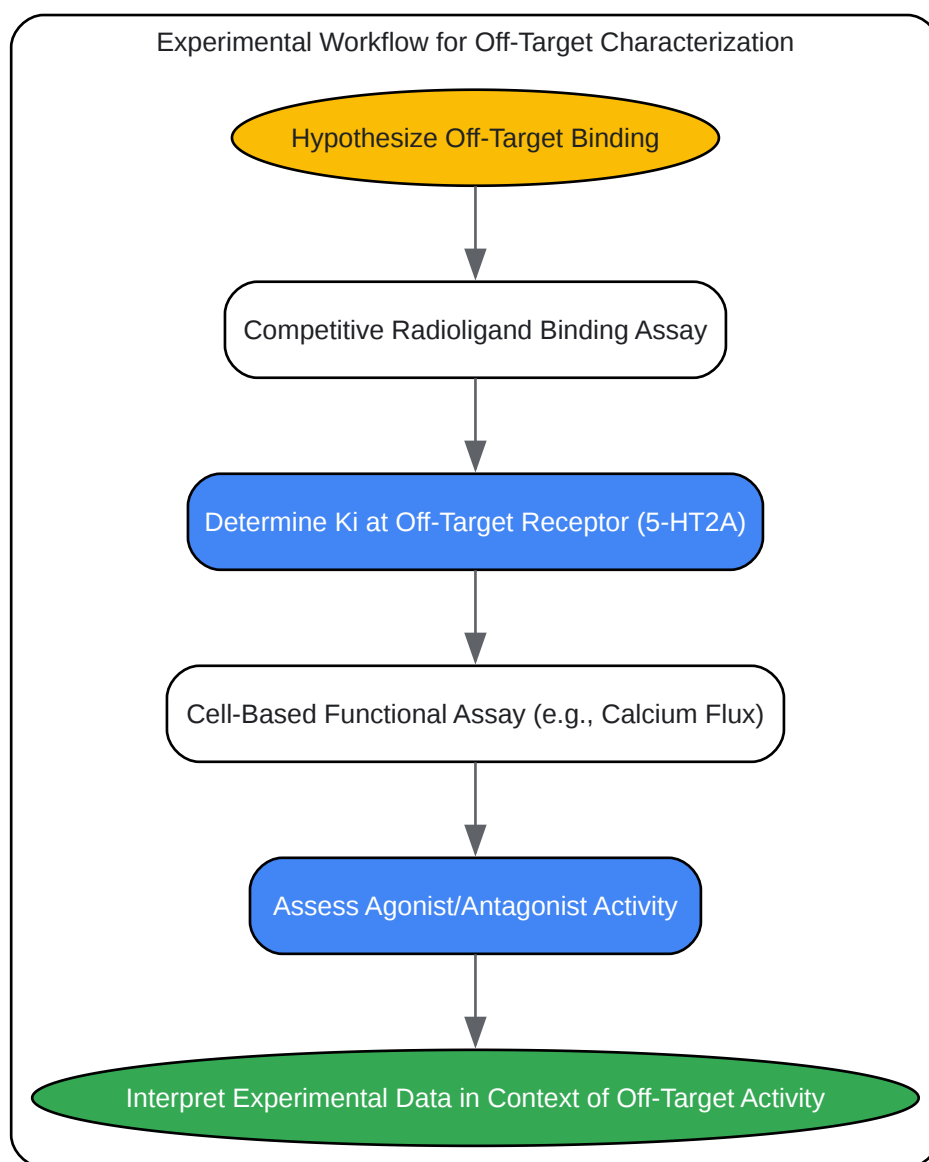 Experimental Workflow for Off-Target Characterization
Hypothesize Off-Target Binding
Competitive Radioligand Binding Assay
Determine Ki at Off-Target Receptor (5-HT2A)
Cell-Based Functional Assay (e.g., Calcium Flux)
Assess Agonist/Antagonist Activity
Interpret Experimental Data in Context of Off-Target Activity